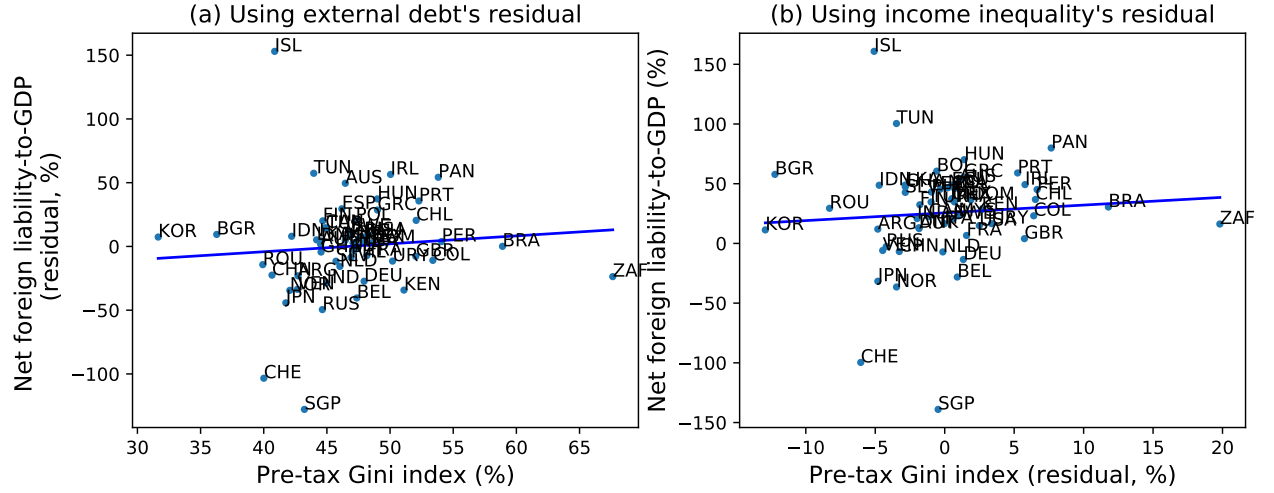 (a) Using external debt's residual
Net foreign liability-to-GDP
(residual, %)
150
100
50
0
−50
−100
ISL
TUN
AUS
IRL
PAN
HUN
PRT
ESP
GRC
POL
CHL
KOR
BGR
IDN
PER
BRA
ROU
CHN
ARG
NLD
URY
GBR
COL
IND
DEU
ZAF
NOR
JPN
BEL
KEN
RUS
CHE
SGP
30
35
40
45
50
55
60
65
Pre-tax Gini index (%)
(b) Using income inequality's residual
Net foreign liability-to-GDP (%)
150
100
50
0
−50
−100
−150
ISL
TUN
PAN
HUN
BGR
GRC
PRT
IRL
PER
IDN
ROU
KEN
CHL
BRA
KOR
COL
ZAF
ARG
URY
GBR
RUS
CHN
NLD
DEU
JPN
NOR
BEL
CHE
SGP
−10
−5
0
5
10
15
20
Pre-tax Gini index (residual, %)